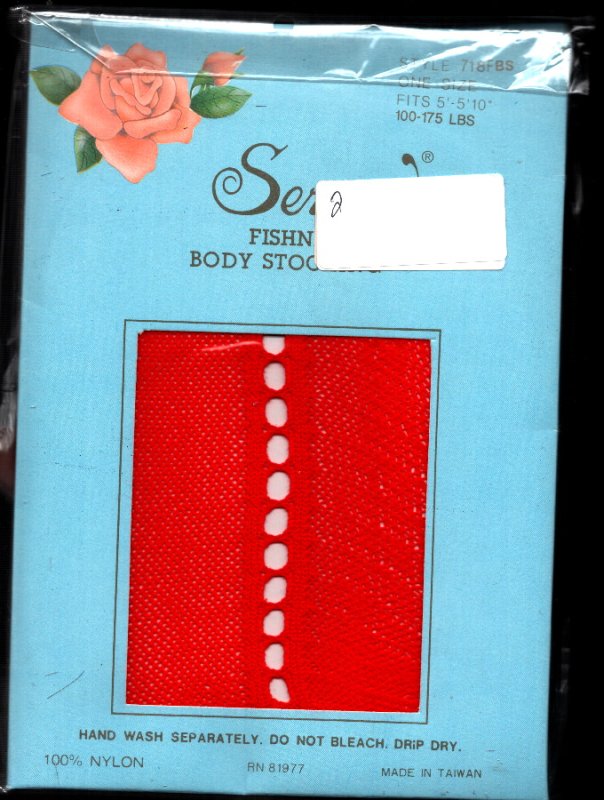 STYLE 718FBS
ONE SIZE
FITS 5'-5'10"
100-175 LBS
®
2
BODY
HAND WASH SEPARATELY. DO NOT BLEACH. DRiP DRY.
100% NYLON
RN 81977
MADE IN TAIWAN